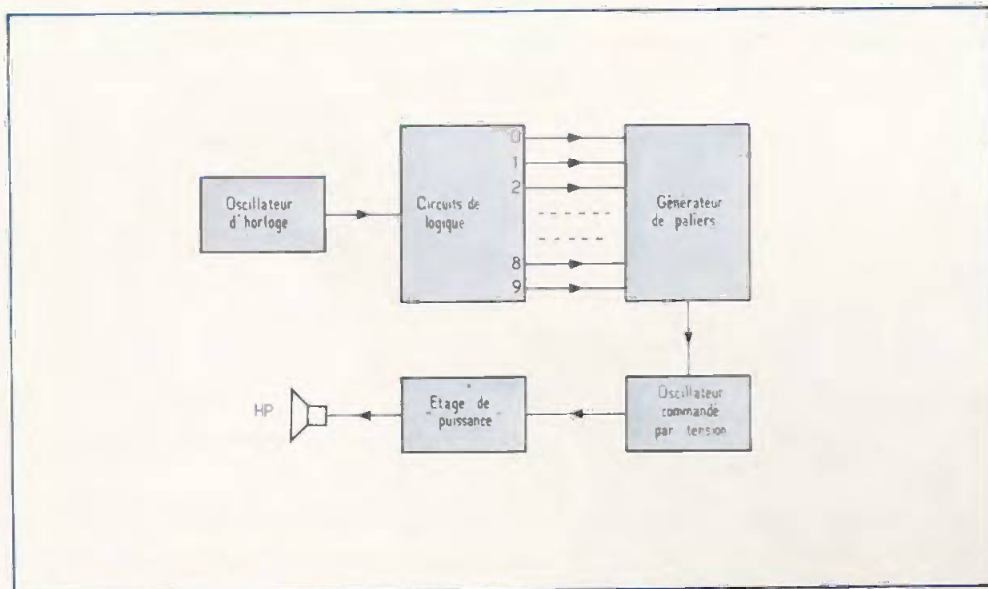 Oscillateur
d'horloge
Circuits de
logique
0
1
2
8
9
Générateur
de paliers
HP
Etage de
" puissance "
Oscillateur
commandé
par tension